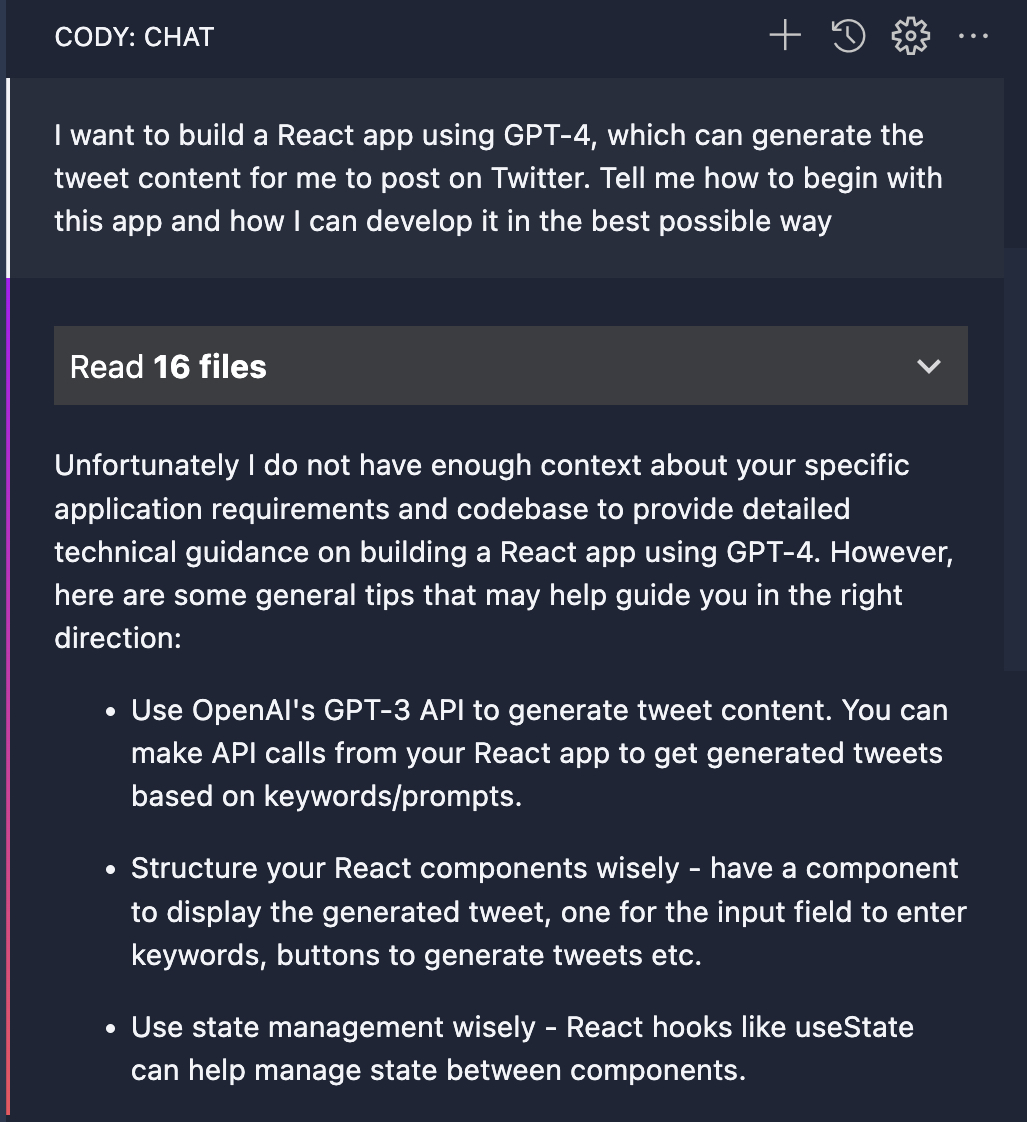 CODY: CHAT
I want to build a React app using GPT-4, which can generate the
tweet content for me to post on Twitter. Tell me how to begin with
this app and how I can develop it in the best possible way
Read 16 files
Unfortunately I do not have enough context about your specific
application requirements and codebase to provide detailed
technical guidance on building a React app using GPT-4. However,
here are some general tips that may help guide you in the right
direction:
• Use OpenAI's GPT-3 API to generate tweet content. You can
make API calls from your React app to get generated tweets
based on keywords/prompts.
• Structure your React components wisely - have a component
to display the generated tweet, one for the input field to enter
keywords, buttons to generate tweets etc.
• Use state management wisely - React hooks like useState
can help manage state between components.